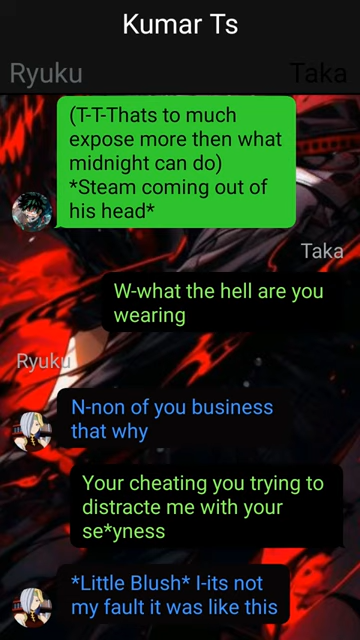 Kumar Ts
Ryuku
Taka
(T-T-Thats to much
expose more then what
midnight can do)
*Steam coming out of
his head*
Taka
W-what the hell are you
wearing
Ryuku
N-non of you business
that why
Your cheating you trying to
distracte me with your
se*yness
*Little Blush* I-its not
my fault it was like this